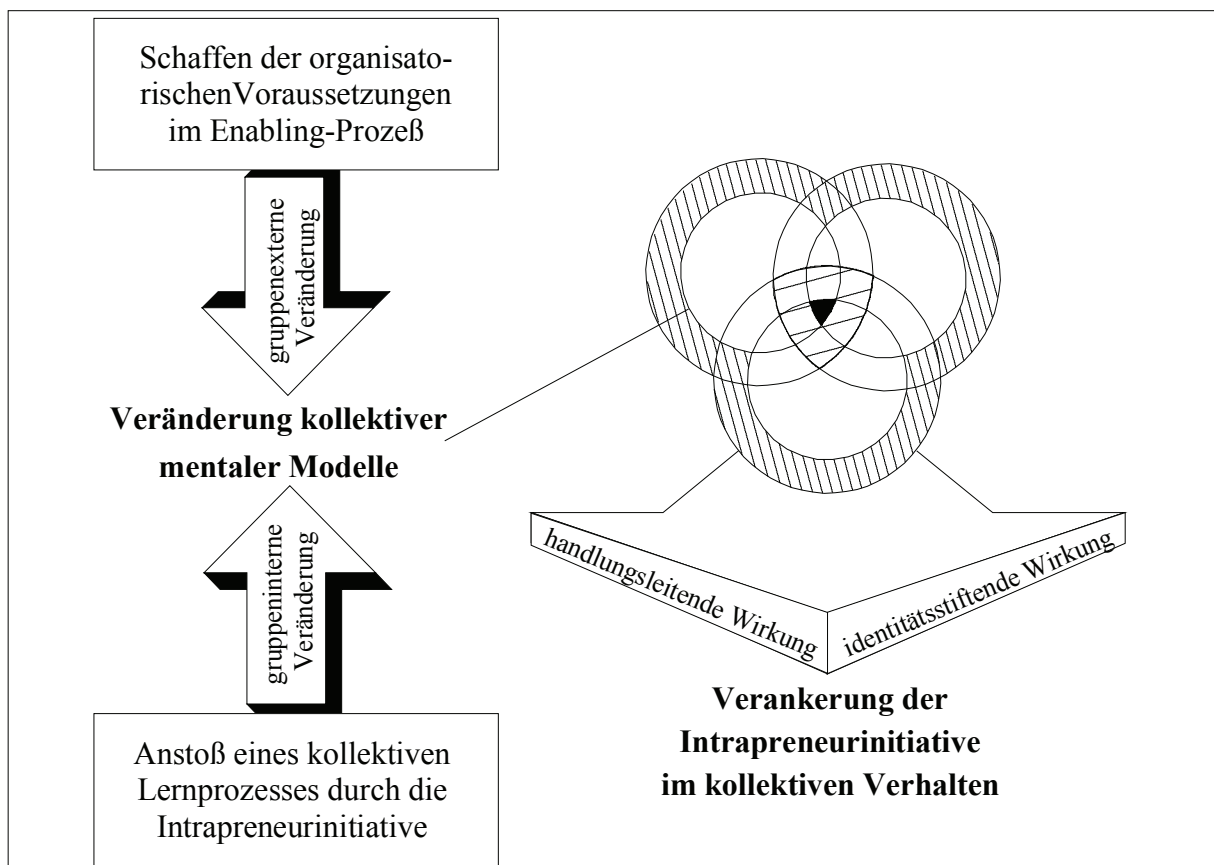 Schaffen der organisato-
rischenVoraussetzungen
im Enabling-Prozeß
gruppenexterne
Veränderung
Veränderung kollektiver
mentaler Modelle
gruppeninterne
Veränderung
Anstoß eines kollektiven
Lernprozesses durch die
Intrapreneurinitiative
handlungsleitende Wirkung
identitätsstiftende Wirkung
Verankerung der
Intrapreneurinitiative
im kollektiven Verhalten